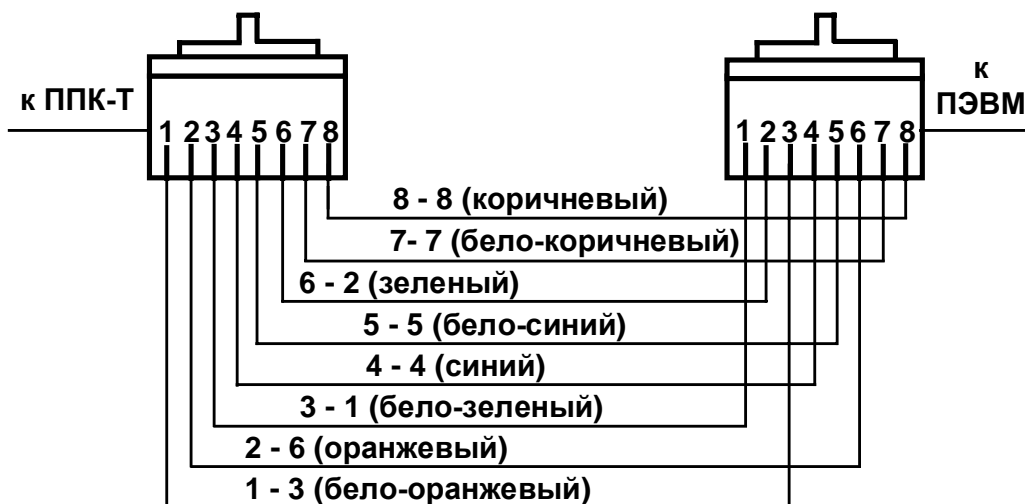 к ППК-Т
к
ПЭВМ
1 2 3 4 5 6 7 8
1 2 3 4 5 6 7 8
8 - 8 (коричневый)
7- 7 (бело-коричневый)
6 - 2 (зеленый)
5 - 5 (бело-синий)
4 - 4 (синий)
3 - 1 (бело-зеленый)
2 - 6 (оранжевый)
1 - 3 (бело-оранжевый)